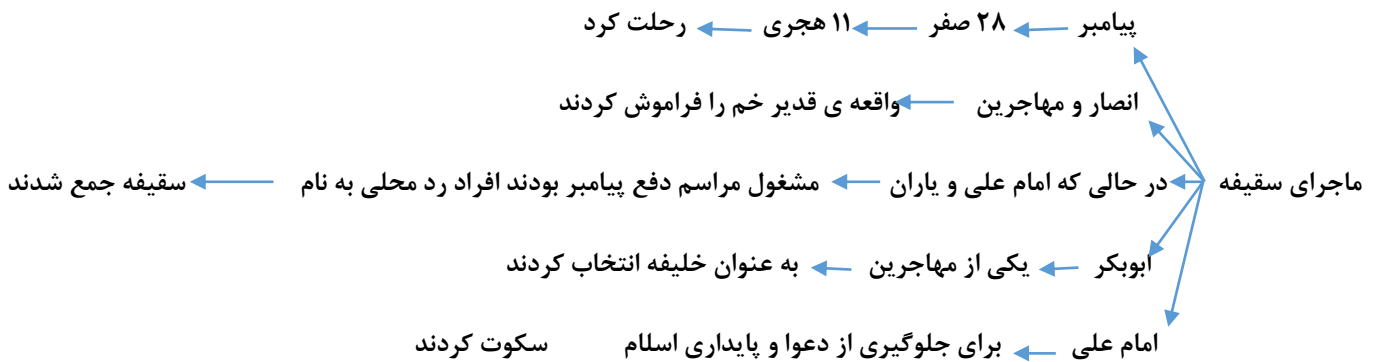 پیامبر ۲۸ صفر ۱۱ هجری رحلت کرد
انصار و مهاجرین واقعه ی قدیر خم را فراموش کردند
ماجرای سقیفه در حالی که امام علی و یاران مشغول مراسم دفع پیامبر بودند افراد رد محلی به نام سقیفه جمع شدند
ابوبکر یکی از مهاجرین به عنوان خلیفه انتخاب کردند
امام علی برای جلوگیری از دعوا و پایداری اسلام سکوت کردند